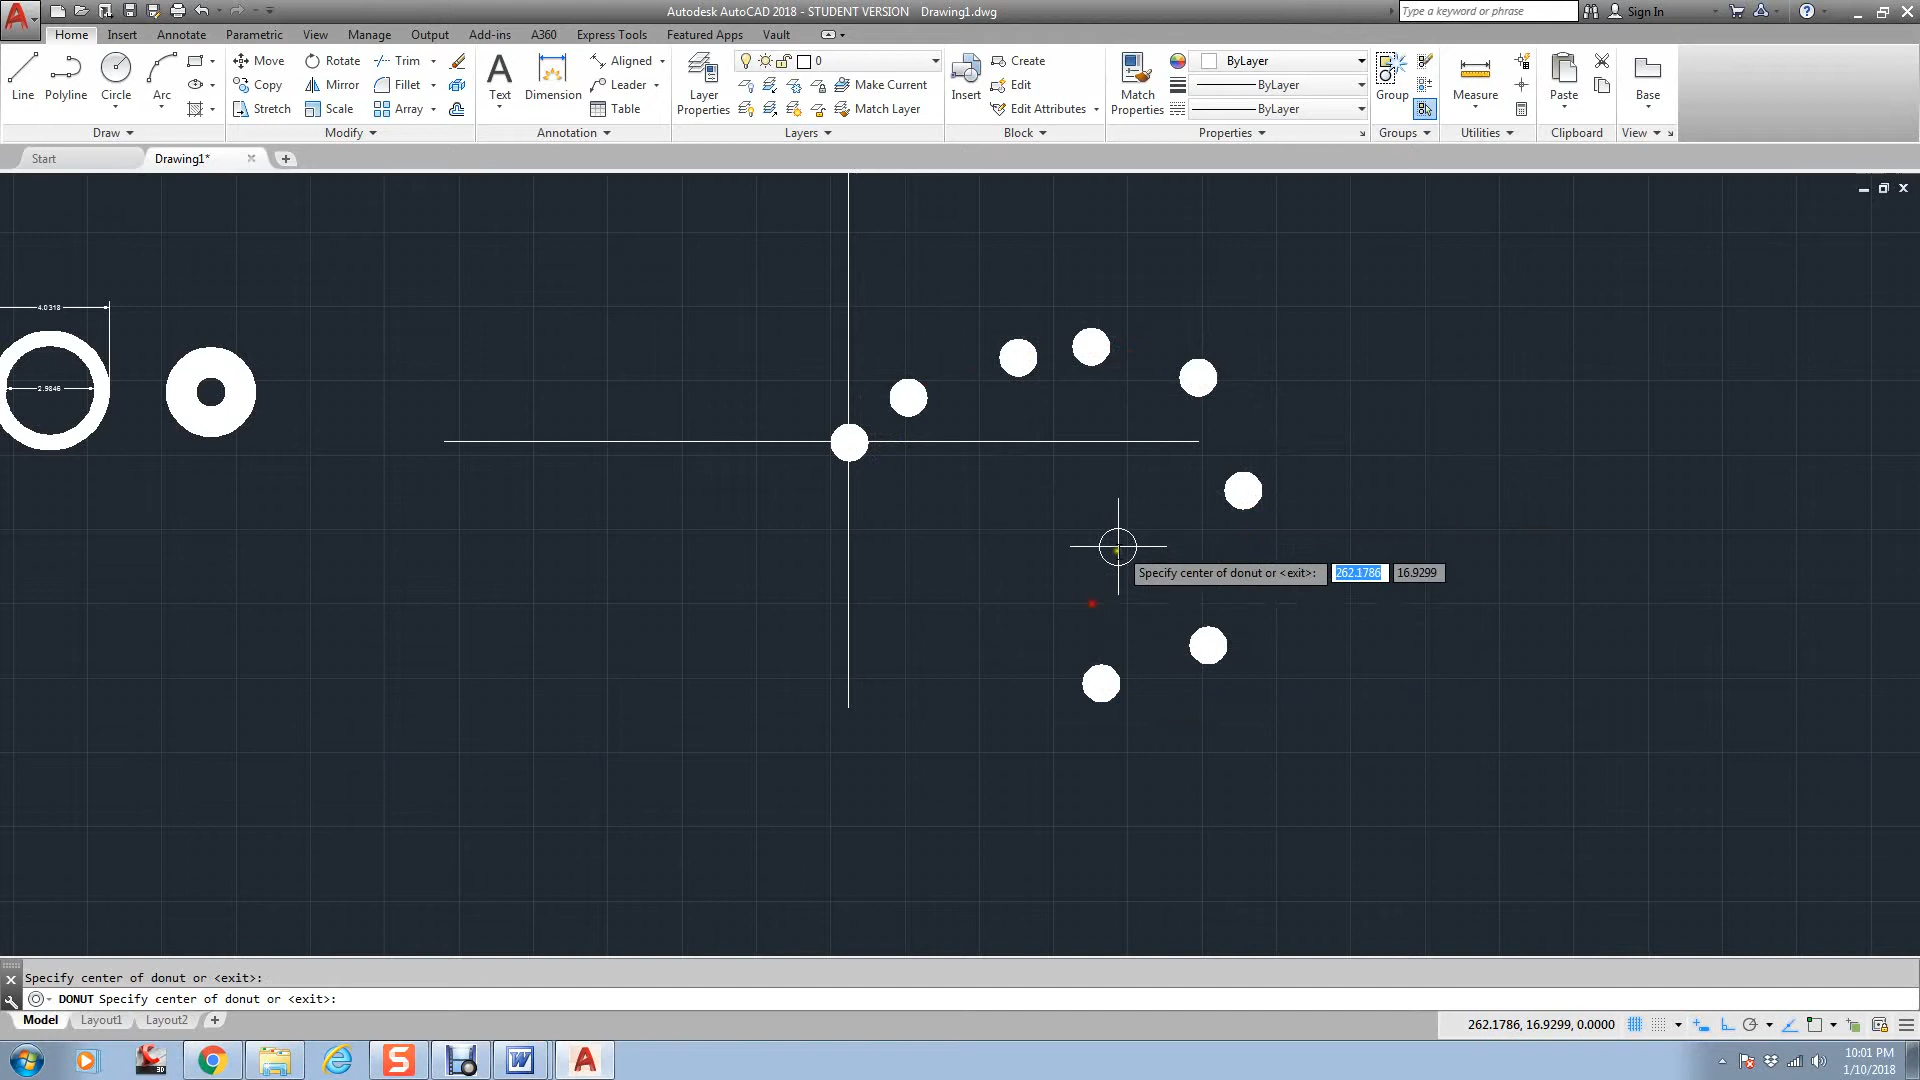 Autodesk AutoCAD 2018 - STUDENT VERSION Drawing1.dwg
Type a keyword or phrase
Sign In
Home Insert Annotate Parametric View Manage Output Add-ins A360 Express Tools Featured Apps Vault
Line Polyline Circle Arc
Draw
Move Rotate Trim
Copy Mirror Fillet
Stretch Scale Array
Modify
Text Dimension
Aligned
Leader
Table
Annotation
Layer Properties
0
Make Current
Match Layer
Layers
Insert
Create
Edit
Edit Attributes
Block
Match Properties
ByLayer
ByLayer
ByLayer
Properties
Group
Groups
Measure
Utilities
Paste
Clipboard
Base
View
Start Drawing1*
4.0318
2.9846
Specify center of donut or <exit>: 262.1786 16.9299
Specify center of donut or <exit>:
DONUT Specify center of donut or <exit>:
Model Layout1 Layout2
262.1786, 16.9299, 0.0000
10:01 PM
1/10/2018